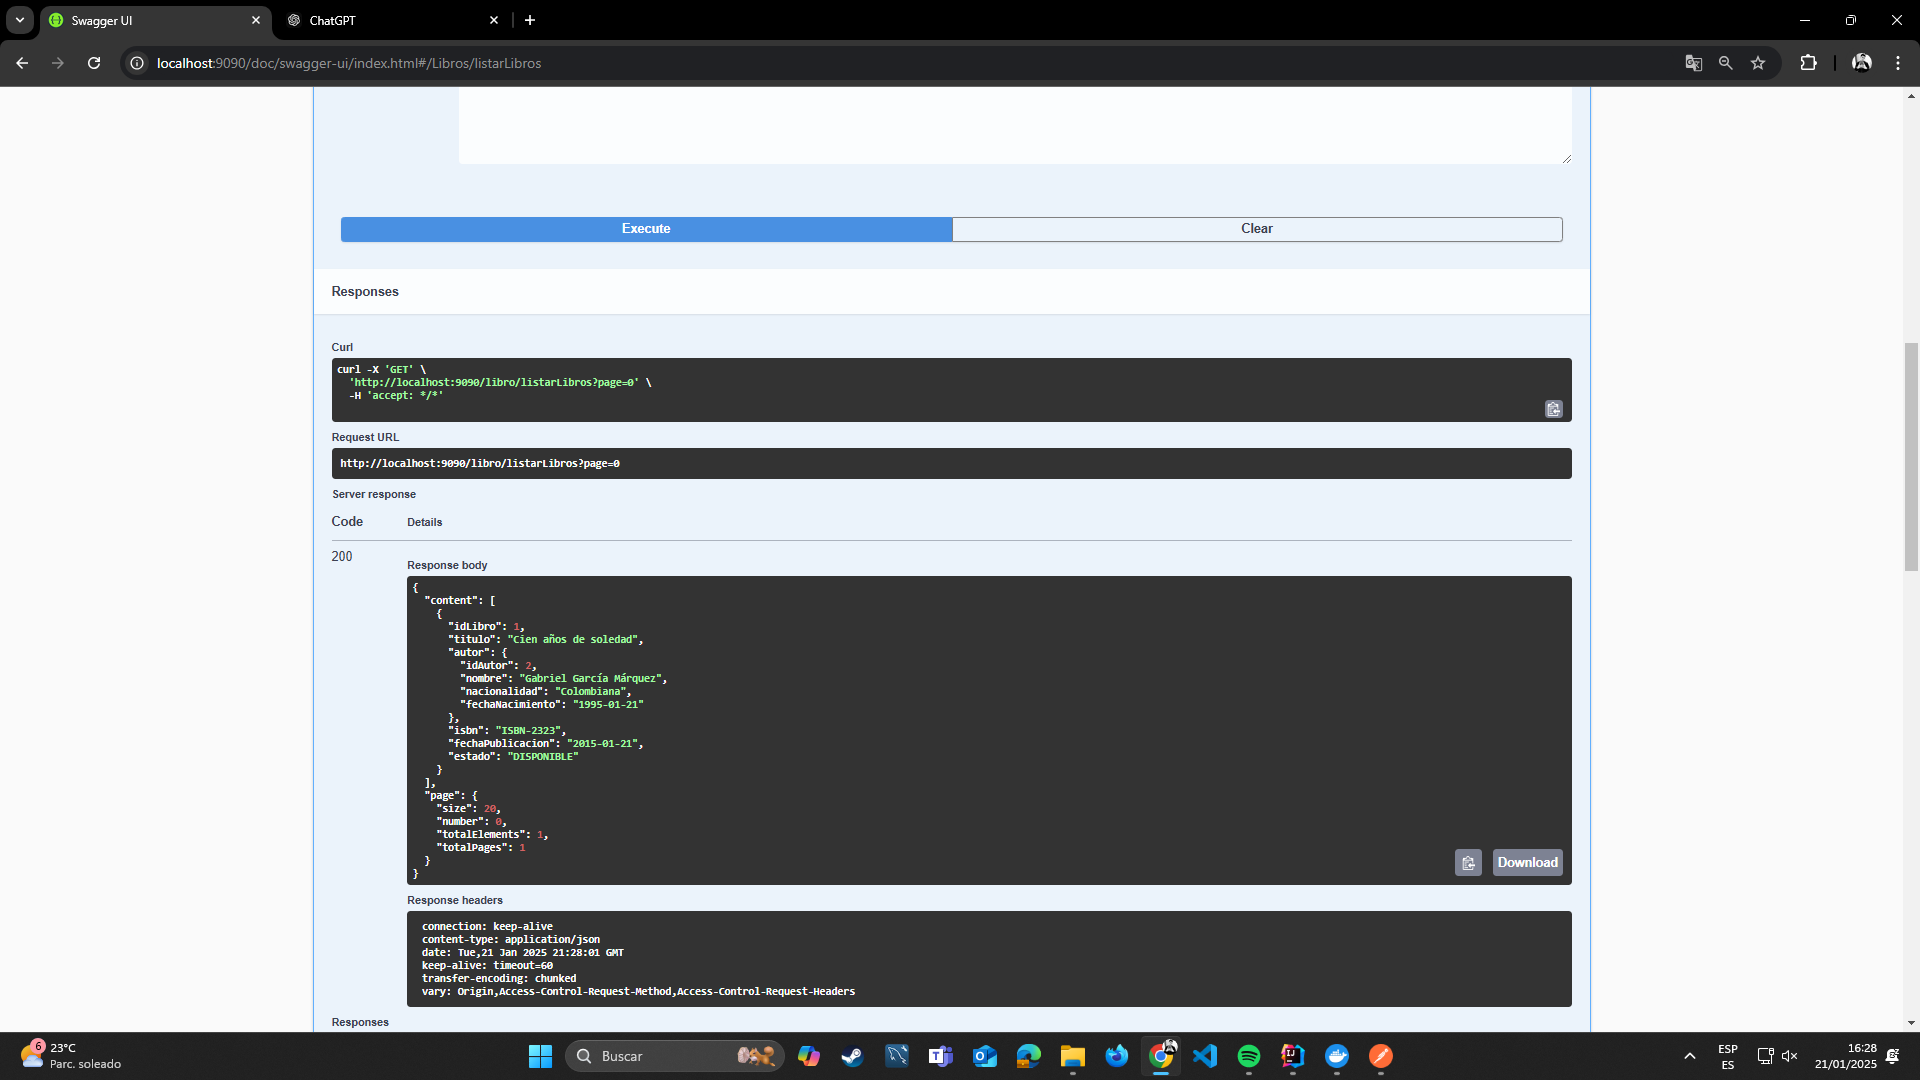 Swagger UI
ChatGPT
localhost:9090/doc/swagger-ui/index.html#/Libros/listarLibros
Execute
Clear
Responses
Curl
curl -X 'GET' \
'http://localhost:9090/libro/listarLibros?page=0' \
-H 'accept: */*'
Request URL
http://localhost:9090/libro/listarLibros?page=0
Server response
Code
Details
200
Response body
{
"content": [
{
"idLibro": 1,
"titulo": "Cien años de soledad",
"autor": {
"idAutor": 2,
"nombre": "Gabriel García Márquez",
"nacionalidad": "Colombiana",
"fechaNacimiento": "1995-01-21"
},
"isbn": "ISBN-2323",
"fechaPublicacion": "2015-01-21",
"estado": "DISPONIBLE"
}
],
"page": {
"size": 20,
"number": 0,
"totalElements": 1,
"totalPages": 1
}
}
Download
Response headers
connection: keep-alive
content-type: application/json
date: Tue,21 Jan 2025 21:28:01 GMT
keep-alive: timeout=60
transfer-encoding: chunked
vary: Origin,Access-Control-Request-Method,Access-Control-Request-Headers
Responses
6
23°C
Parc. soleado
Buscar
ESP
ES
16:28
21/01/2025